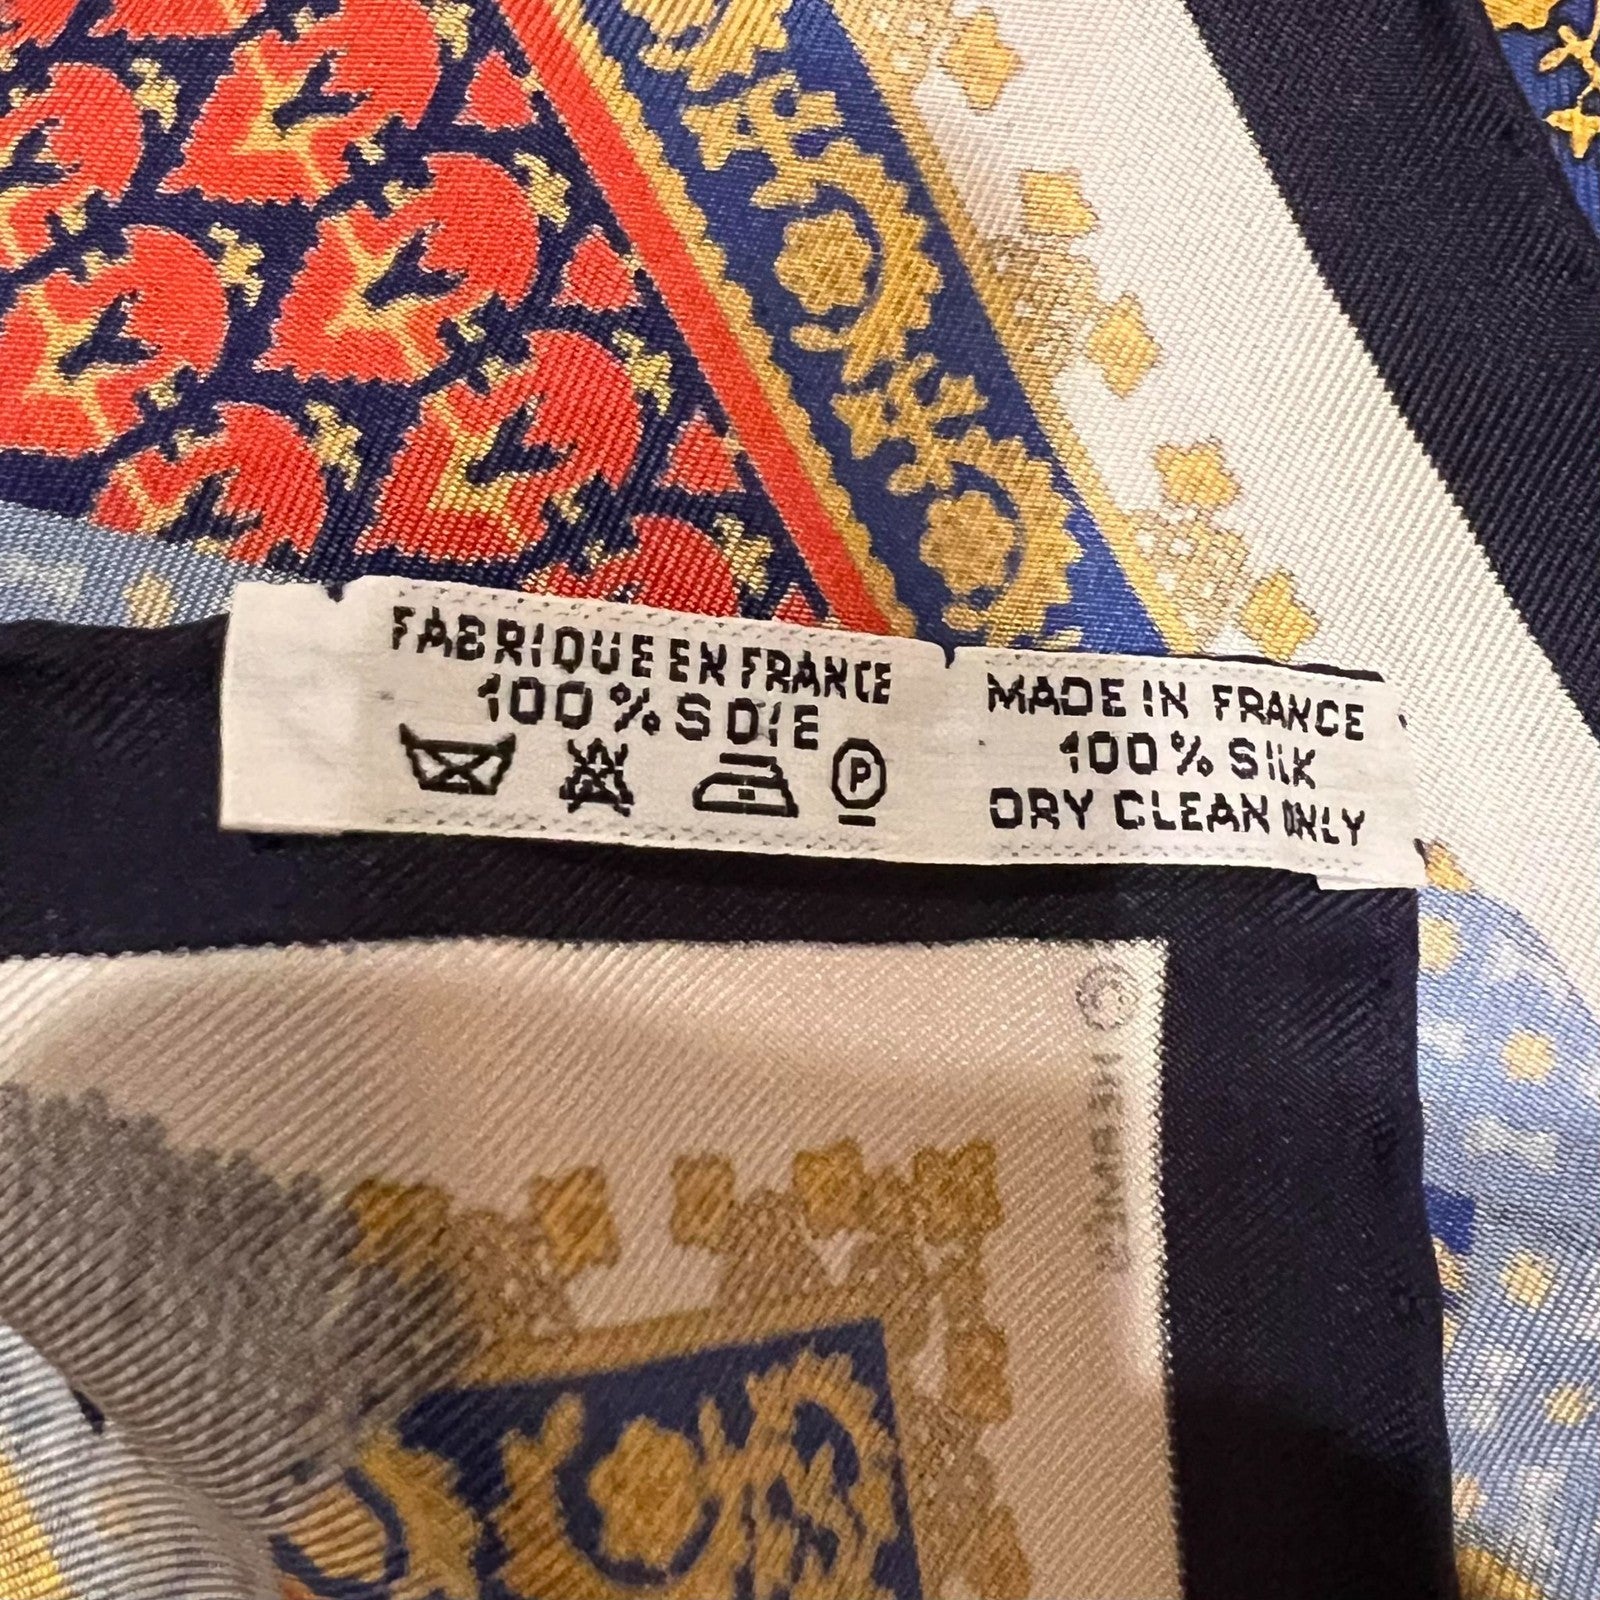 FABRIQUE EN FRANCE
100% SOIE
P
MADE IN FRANCE
100% SILK
DRY CLEAN ONLY
©